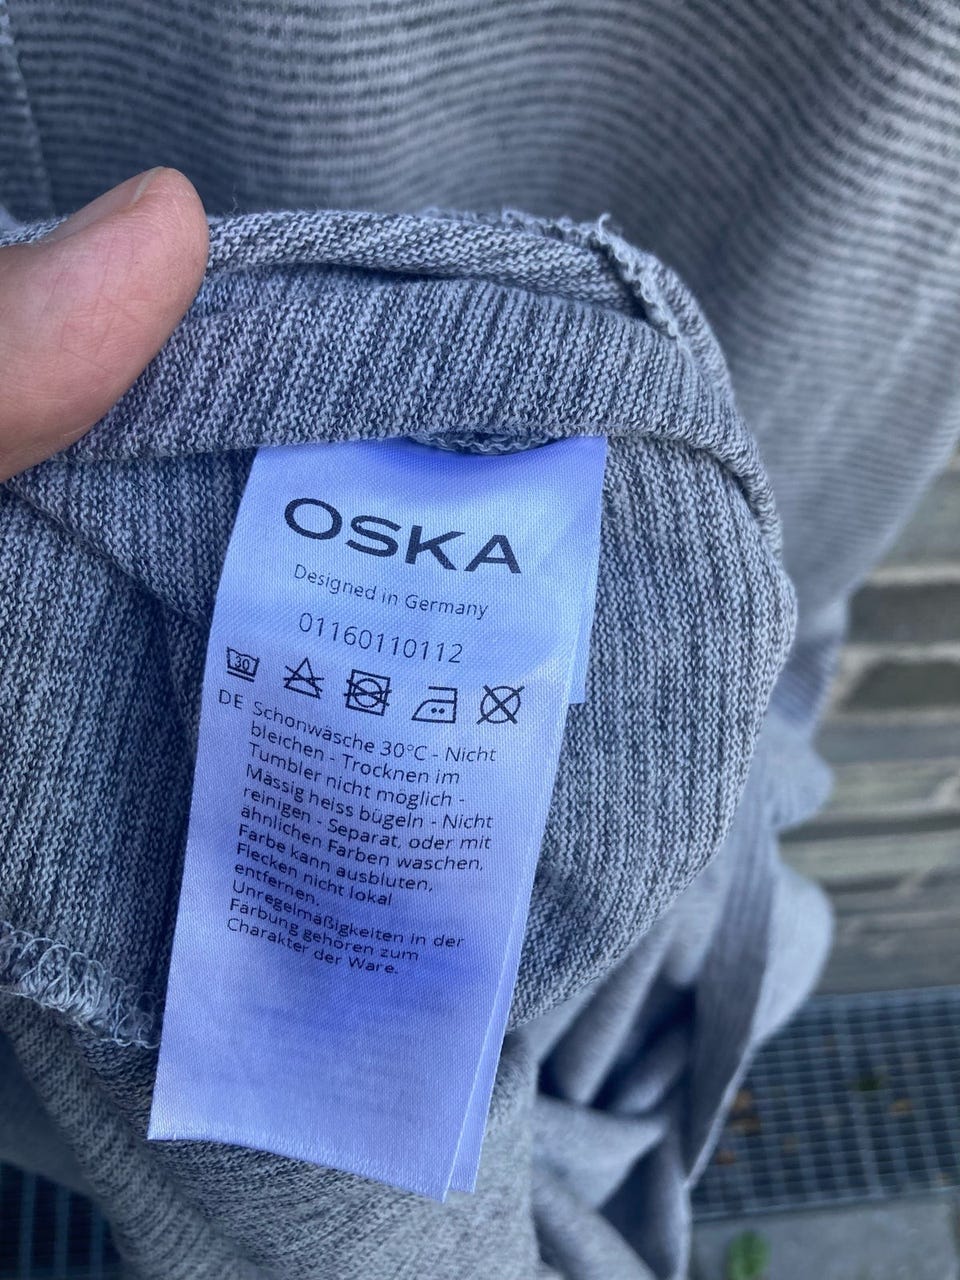 OSKA
Designed in Germany
01160110112
30
DE Schonwäsche 30°C - Nicht
bleichen - Trocknen im
Tumbler nicht möglich -
Mässig heiss bügeln - Nicht
reinigen - Separat, oder mit
ähnlichen Farben waschen,
Farbe kann ausbluten,
Flecken nicht lokal
entfernen.
Unregelmäßigkeiten in der
Färbung gehören zum
Charakter der Ware.